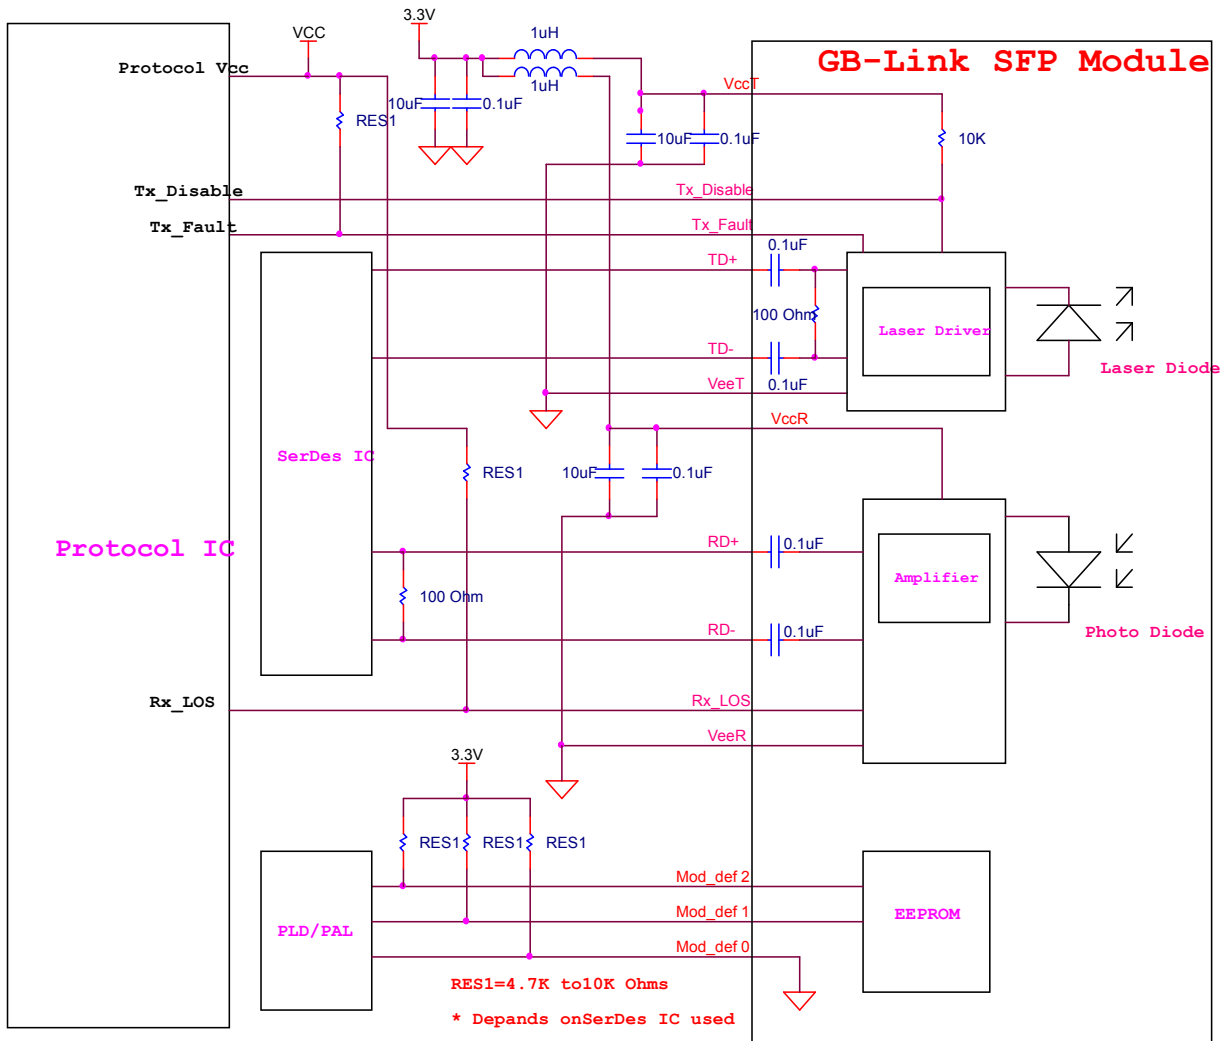 3.3V
VCC
1uH
GB-Link SFP Module
Protocol Vcc
VccT
1uH
10uF
0.1uF
RES1
10uF
0.1uF
10K
Tx_Disable
Tx_Disable
Tx_Fault
Tx_Fault
0.1uF
TD+
100 Ohm
Laser Driver
TD-
Laser Diode
0.1uF
VeeT
VccR
SerDes IC
RES1
10uF
0.1uF
Protocol IC
RD+
0.1uF
Amplifier
100 Ohm
RD-
0.1uF
Photo Diode
Rx_LOS
Rx_LOS
VeeR
3.3V
RES1
RES1
RES1
Mod_def 2
Mod_def 1
EEPROM
PLD/PAL
Mod_def 0
RES1=4.7K to10K Ohms
* Depands onSerDes IC used